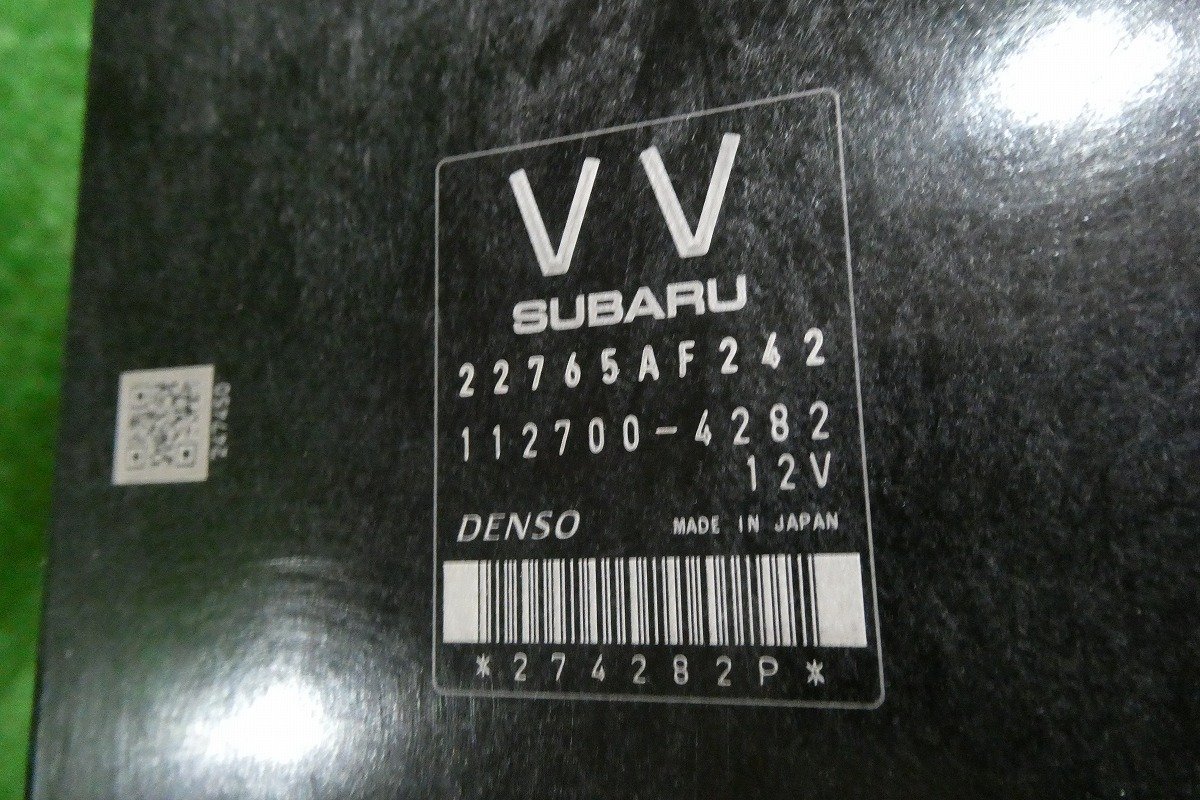 VV
SUBARU
22765AF242
112700-4282
12V
DENSO MADE IN JAPAN
*274282P*